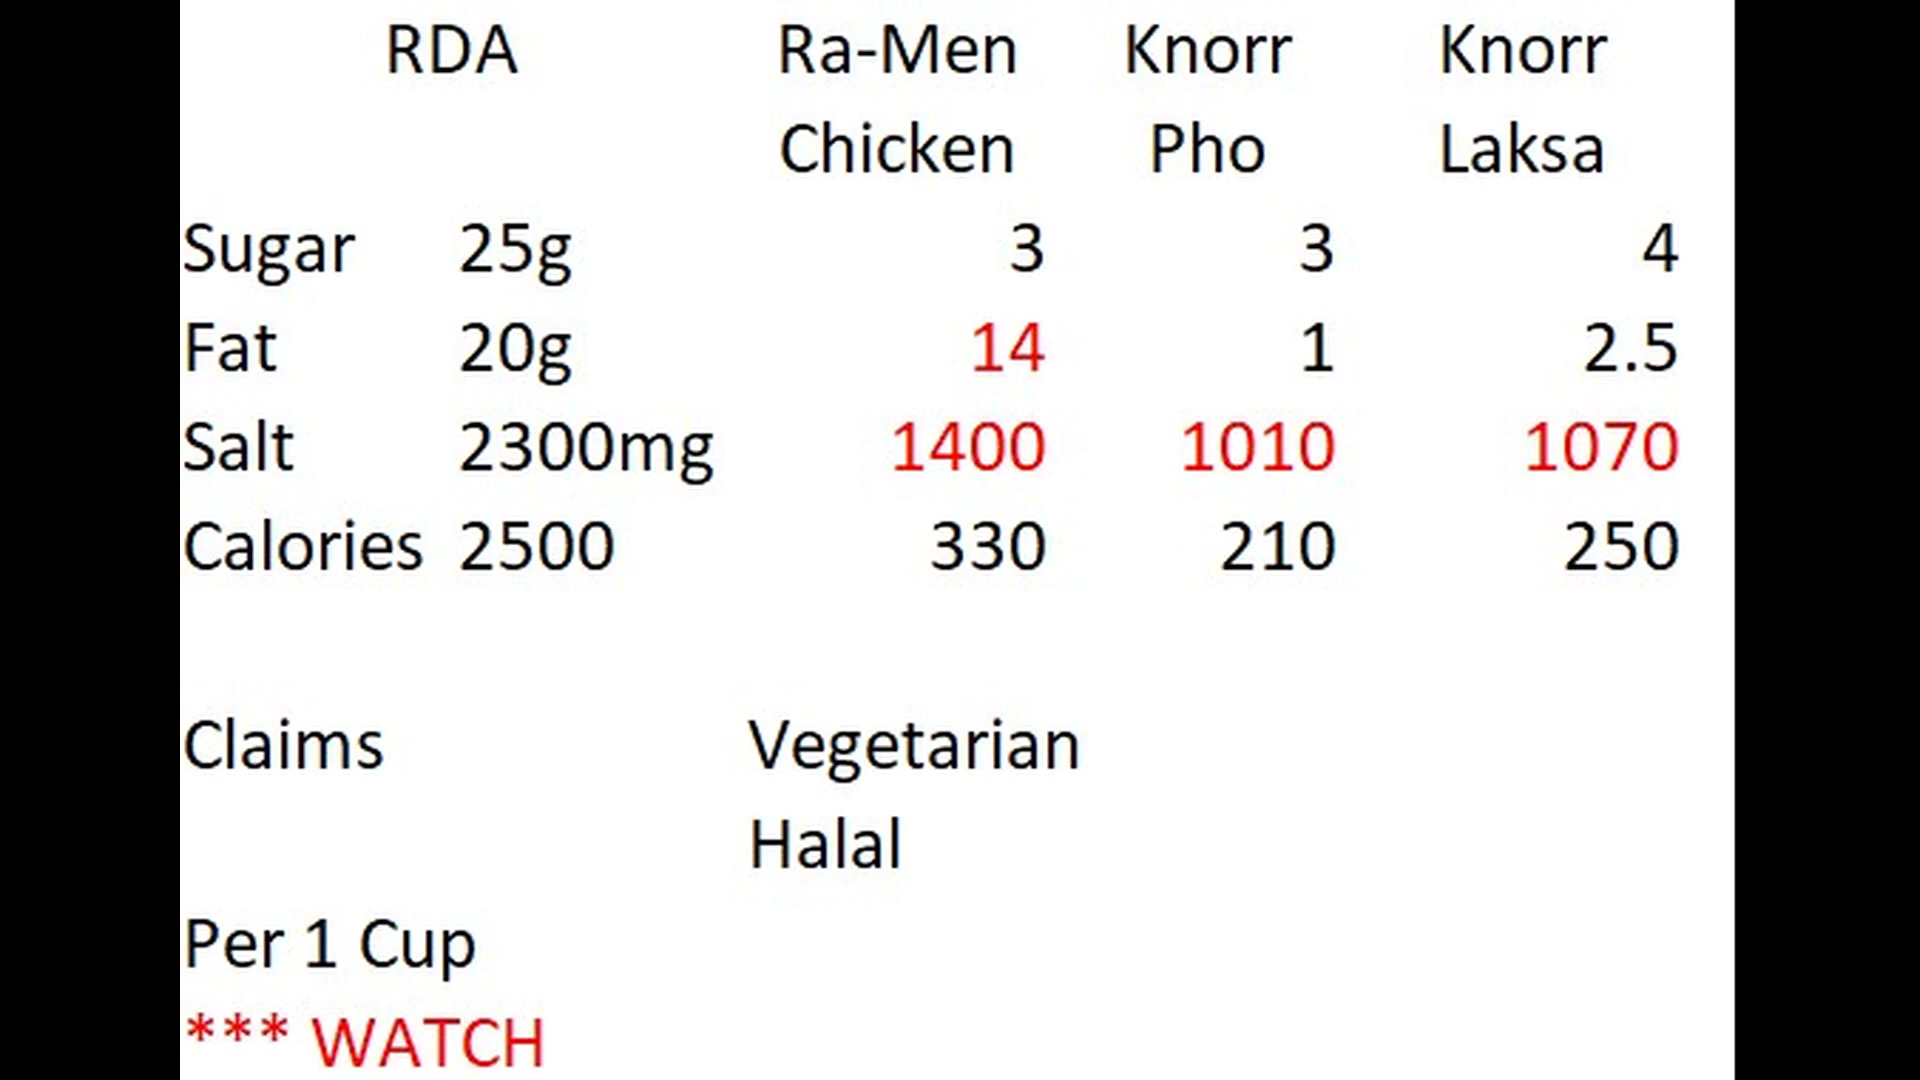 RDA Ra-Men Knorr Knorr
Chicken Pho Laksa
Sugar 25g 3 3 4
Fat 20g 14 1 2.5
Salt 2300mg 1400 1010 1070
Calories 2500 330 210 250
Claims Vegetarian
Halal
Per 1 Cup
*** WATCH